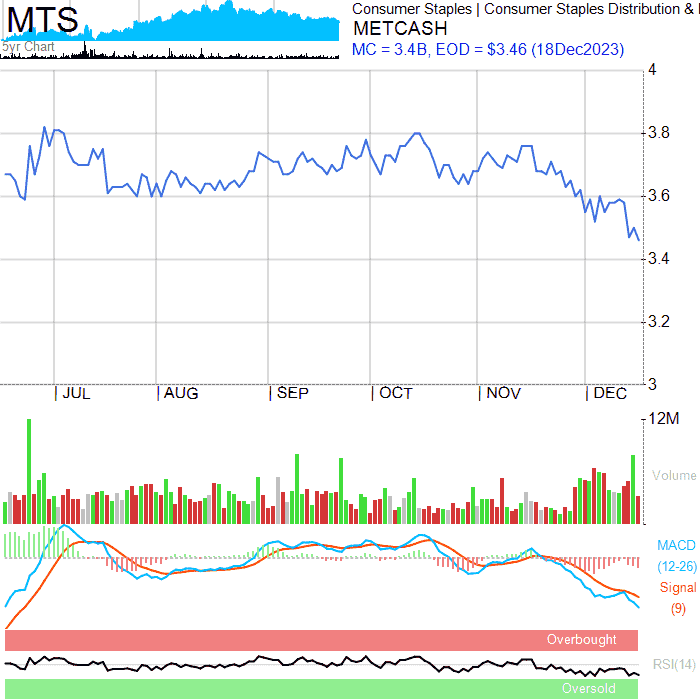 MTS
5yr Chart
Consumer Staples | Consumer Staples Distribution &
METCASH
MC = 3.4B, EOD = $3.46 (18Dec2023)
4
3.8
3.6
3.4
3.2
3
JUL AUG SEP OCT NOV DEC
12M
Volume
MACD
(12-26)
Signal
(9)
Overbought
RSI(14)
Oversold